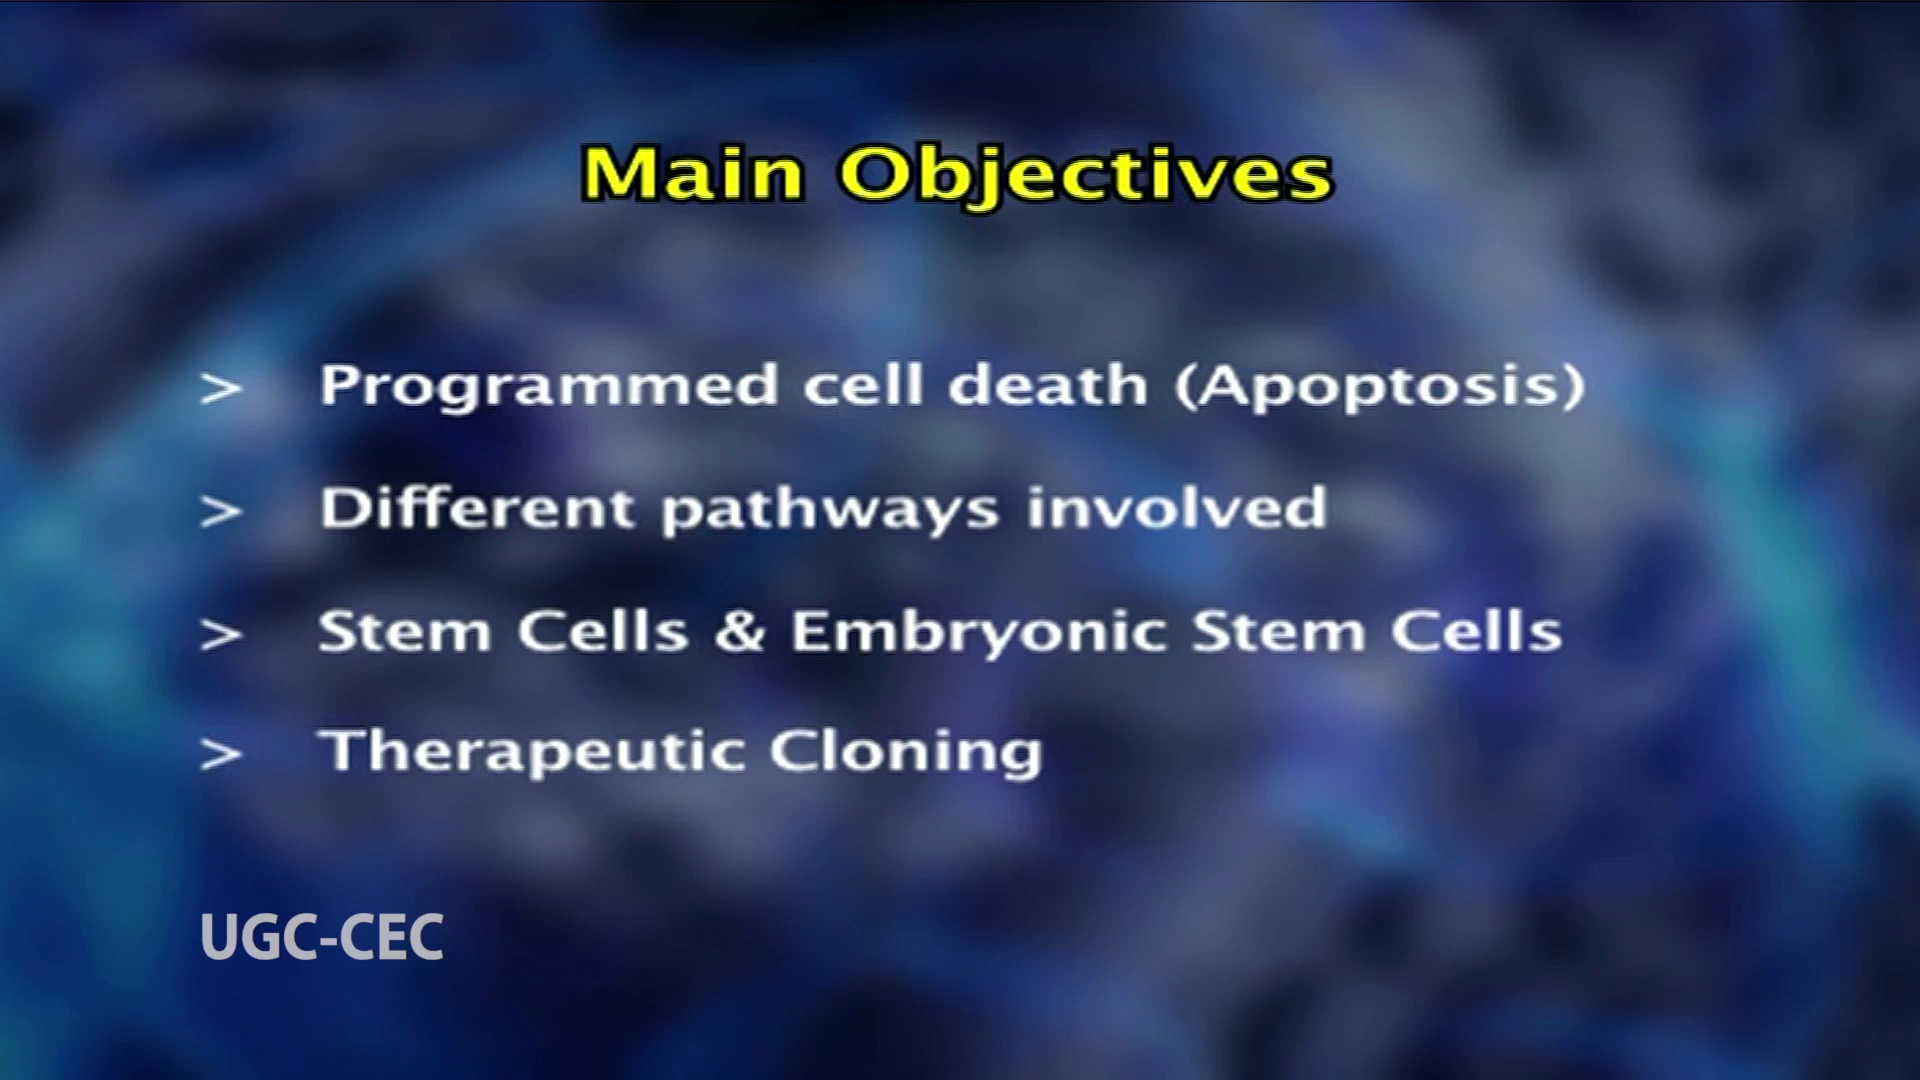 Main Objectives
> Programmed cell death (Apoptosis)
> Different pathways involved
> Stem Cells & Embryonic Stem Cells
> Therapeutic Cloning
UGC-CEC